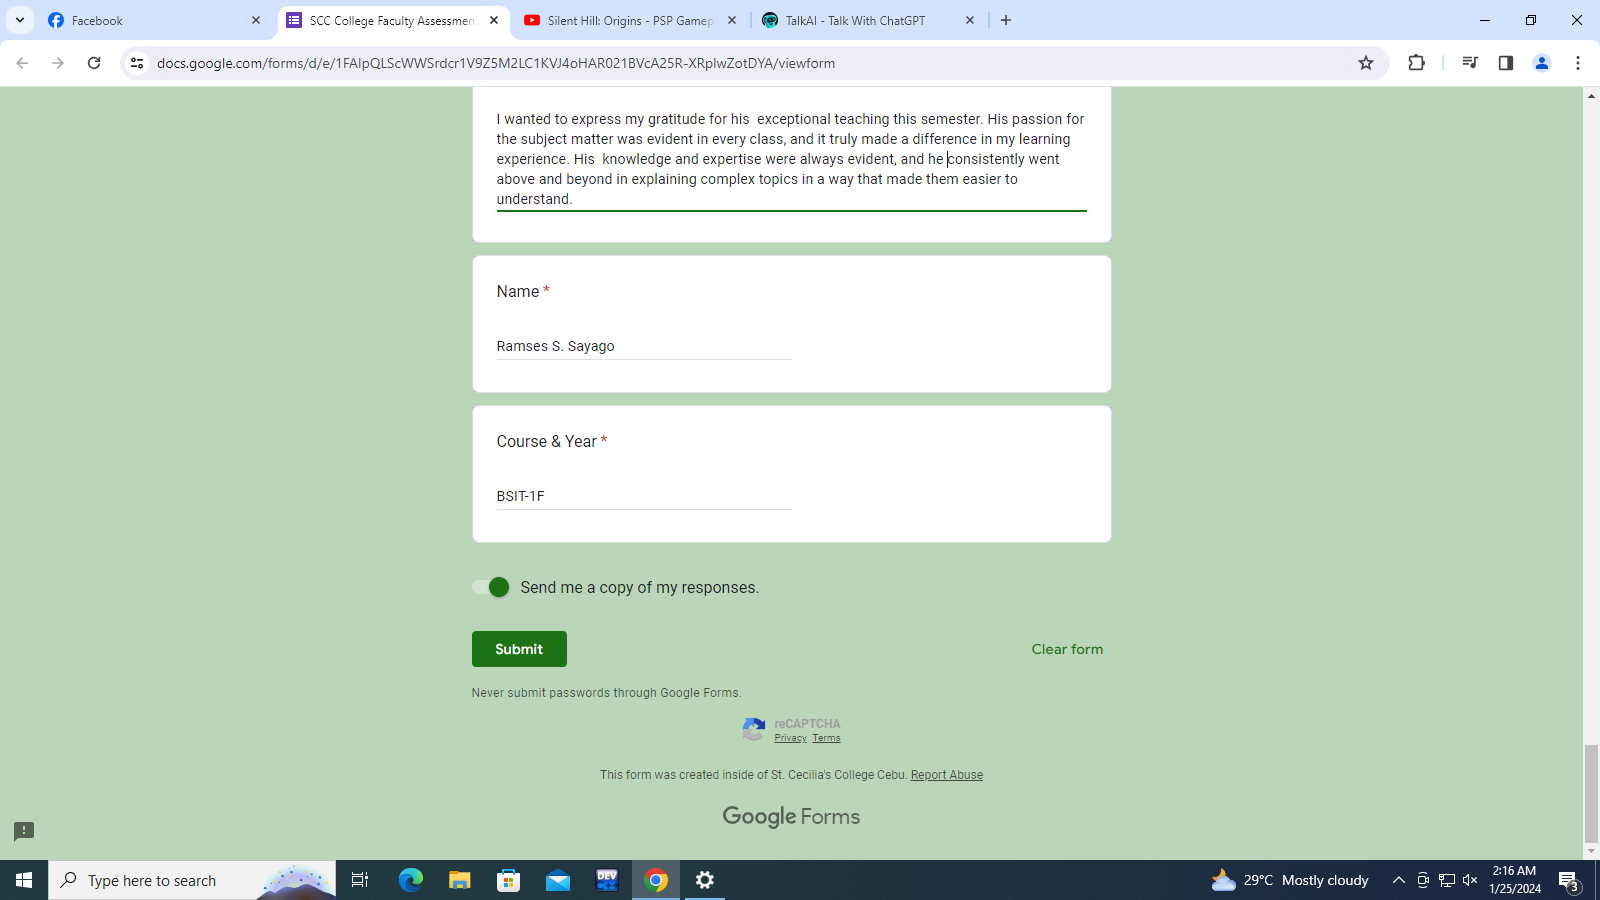 Facebook
SCC College Faculty Assessment
Silent Hill: Origins - PSP Gamep
TalkAI - Talk With ChatGPT
docs.google.com/forms/d/e/1FAIpQLScWWSrdcr1V9Z5M2LC1KVJ4oHAR021BVcA25R-XRplwZotDYA/viewform
I wanted to express my gratitude for his  exceptional teaching this semester. His passion for
the subject matter was evident in every class, and it truly made a difference in my learning
experience. His  knowledge and expertise were always evident, and he consistently went
above and beyond in explaining complex topics in a way that made them easier to
understand.
Name *
Ramses S. Sayago
Course & Year *
BSIT-1F
Send me a copy of my responses.
Submit
Clear form
Never submit passwords through Google Forms.
reCAPTCHA
Privacy Terms
This form was created inside of St. Cecilia's College Cebu. Report Abuse
Google Forms
Type here to search
DEV
C++
29°C Mostly cloudy
2:16 AM
1/25/2024
3